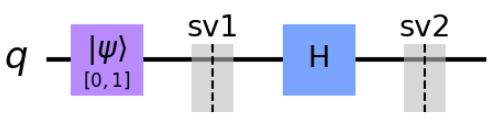 sv1 sv2
q |ψ⟩ H
[0, 1]